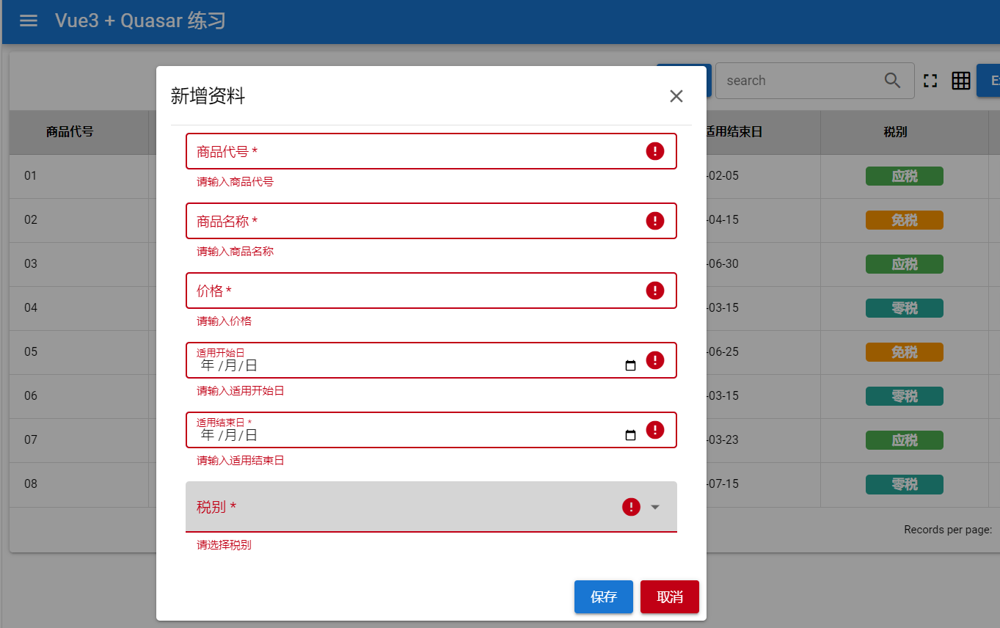 Vue3 + Quasar 练习
search
新增资料
商品代号
适用结束日
税别
商品代号 *
请输入商品代号
商品名称 *
请输入商品名称
价格 *
请输入价格
适用开始日
年 /月/日
请输入适用开始日
适用结束日 *
年 /月/日
请输入适用结束日
税别 *
请选择税别
保存
取消
01
-02-05
应税
02
-04-15
免税
03
-06-30
应税
04
-03-15
零税
05
-06-25
免税
06
-03-15
零税
07
-03-23
应税
08
-07-15
零税
Records per page: